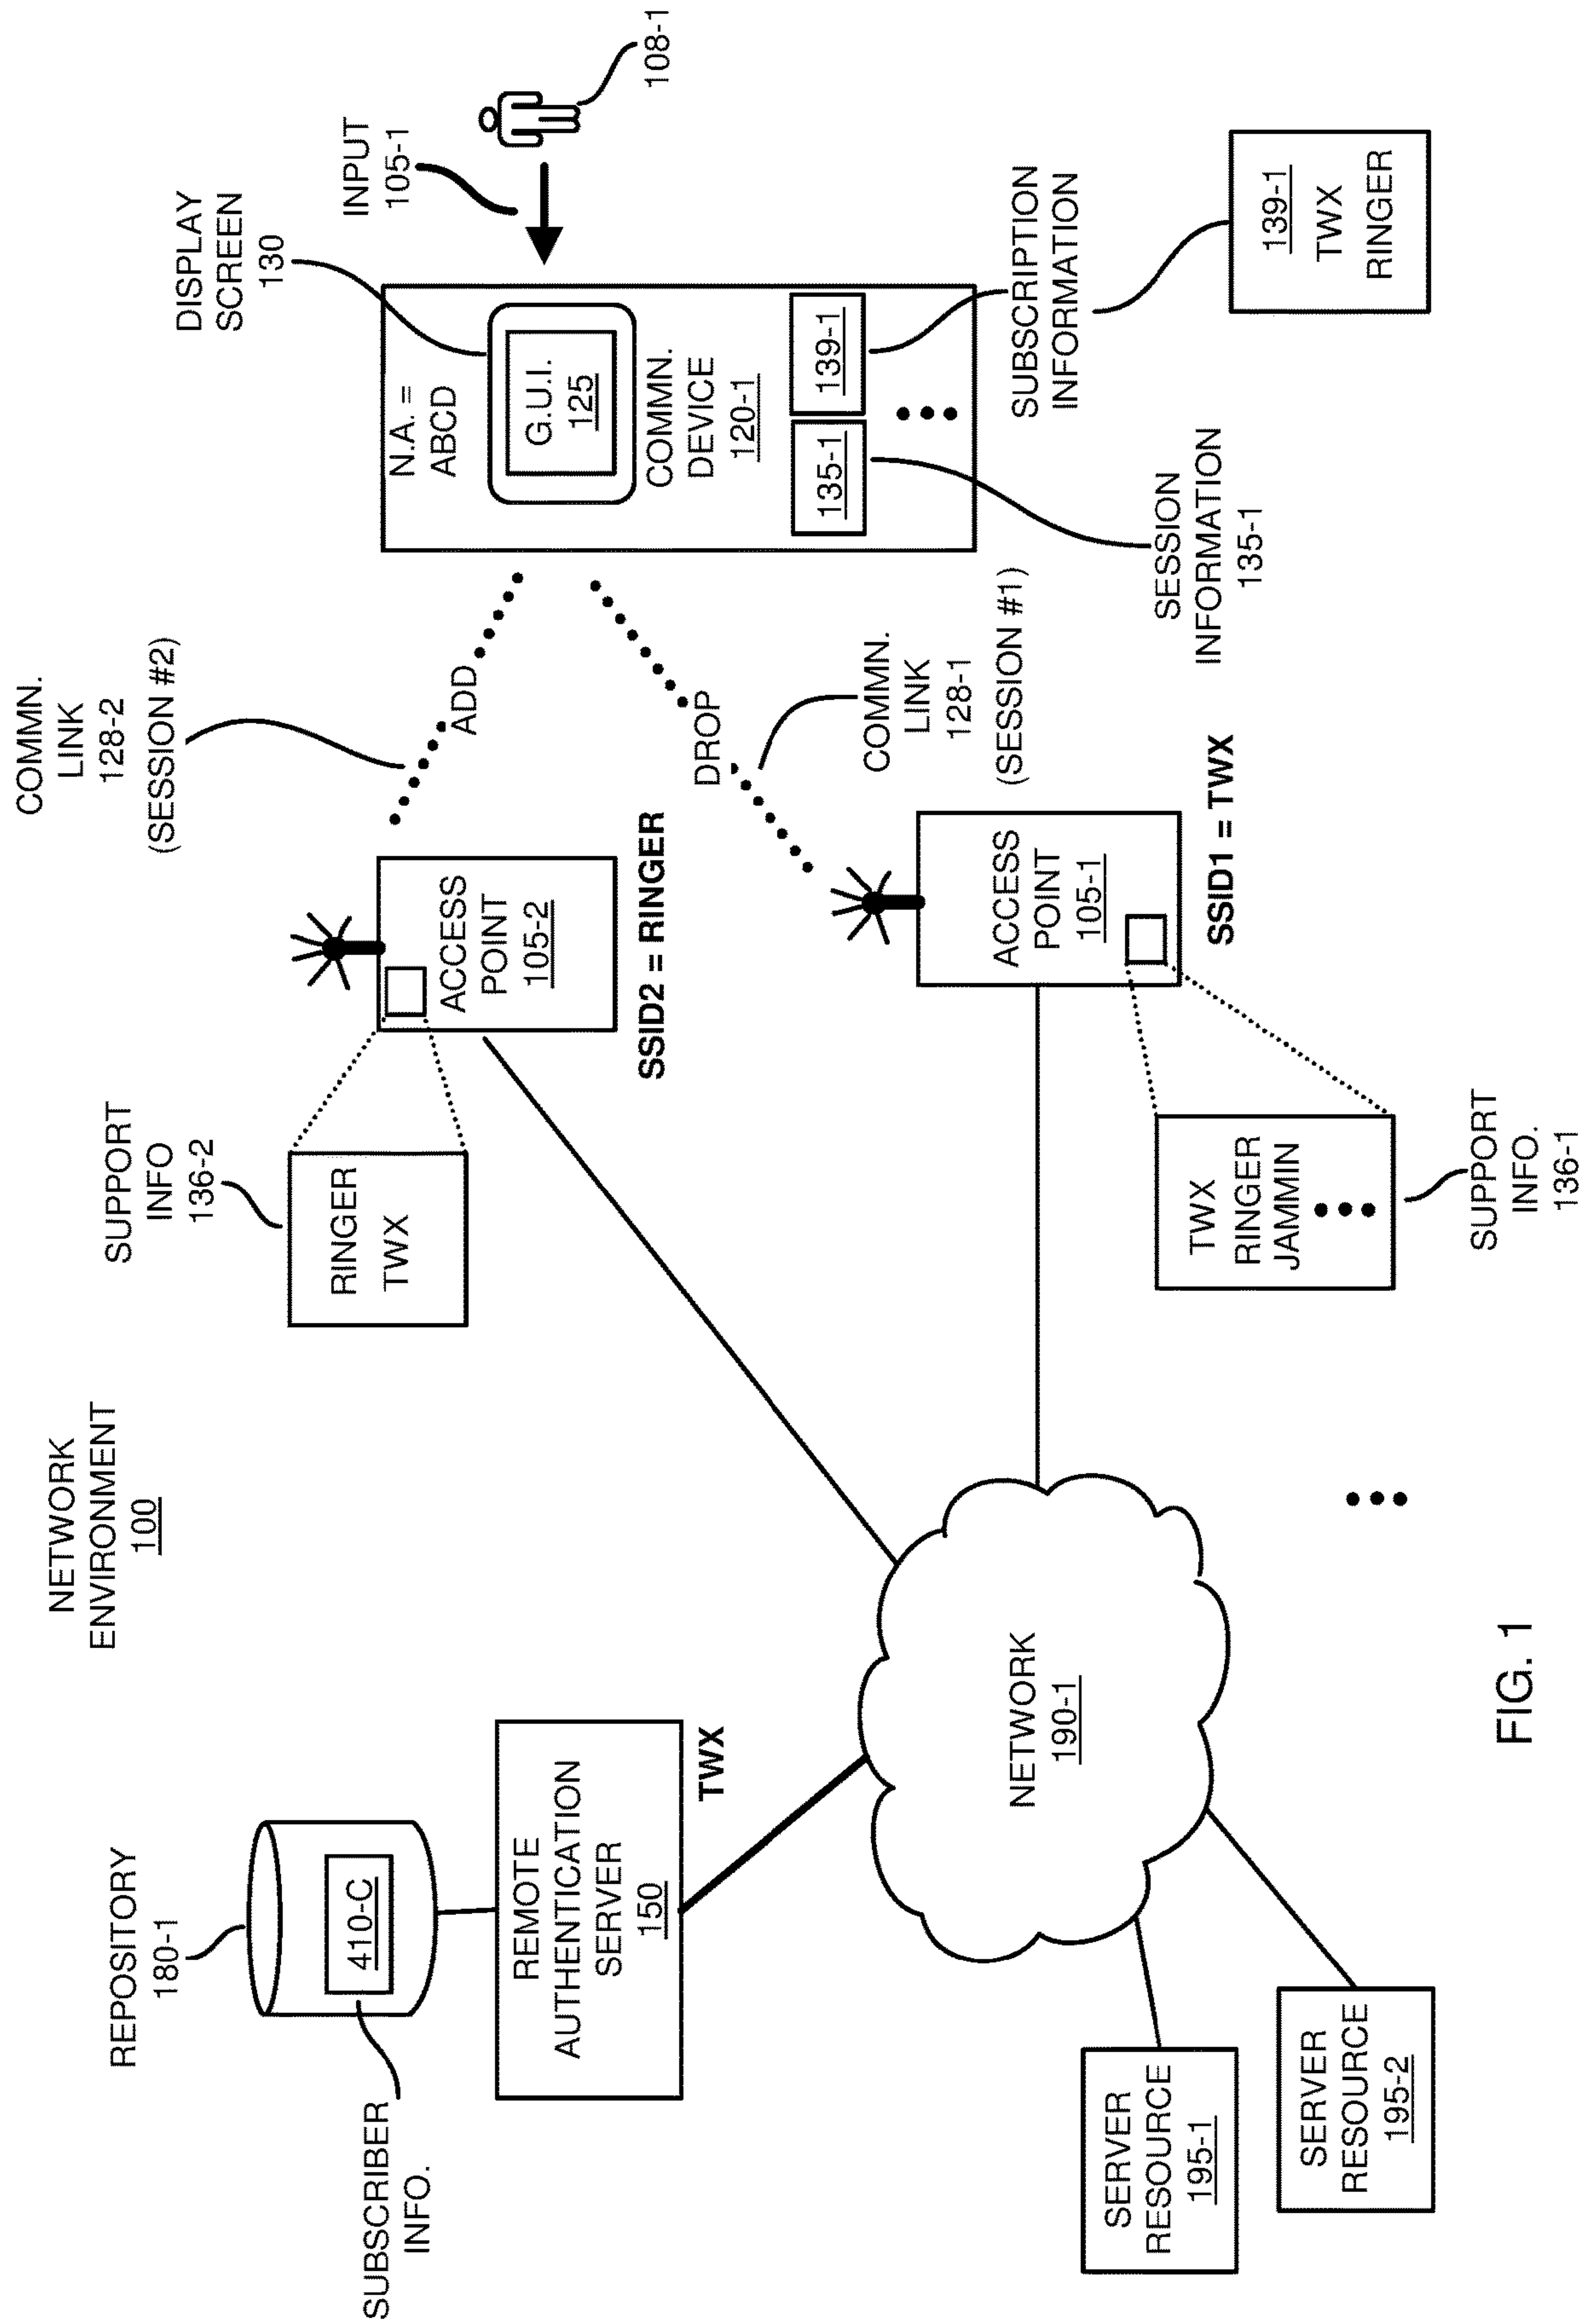 NETWORK
ENVIRONMENT
100
REPOSITORY
180-1
410-C
SUBSCRIBER
INFO.
REMOTE
AUTHENTICATION
SERVER
150
TWX
SERVER
RESOURCE
195-1
SERVER
RESOURCE
195-2
NETWORK
190-1
SUPPORT
INFO
136-2
RINGER
TWX
ACCESS
POINT
105-2
SSID2 = RINGER
COMMN.
LINK
128-2
(SESSION #2)
ADD
DROP
COMMN.
LINK
128-1
(SESSION #1)
ACCESS
POINT
105-1
SSID1 = TWX
TWX
RINGER
JAMMIN
SUPPORT
INFO.
136-1
DISPLAY
SCREEN
130
INPUT
105-1
108-1
N.A. =
ABCD
G.U.I.
125
COMMN.
DEVICE
120-1
135-1
139-1
SESSION
INFORMATION
135-1
SUBSCRIPTION
INFORMATION
139-1
TWX
RINGER
FIG. 1